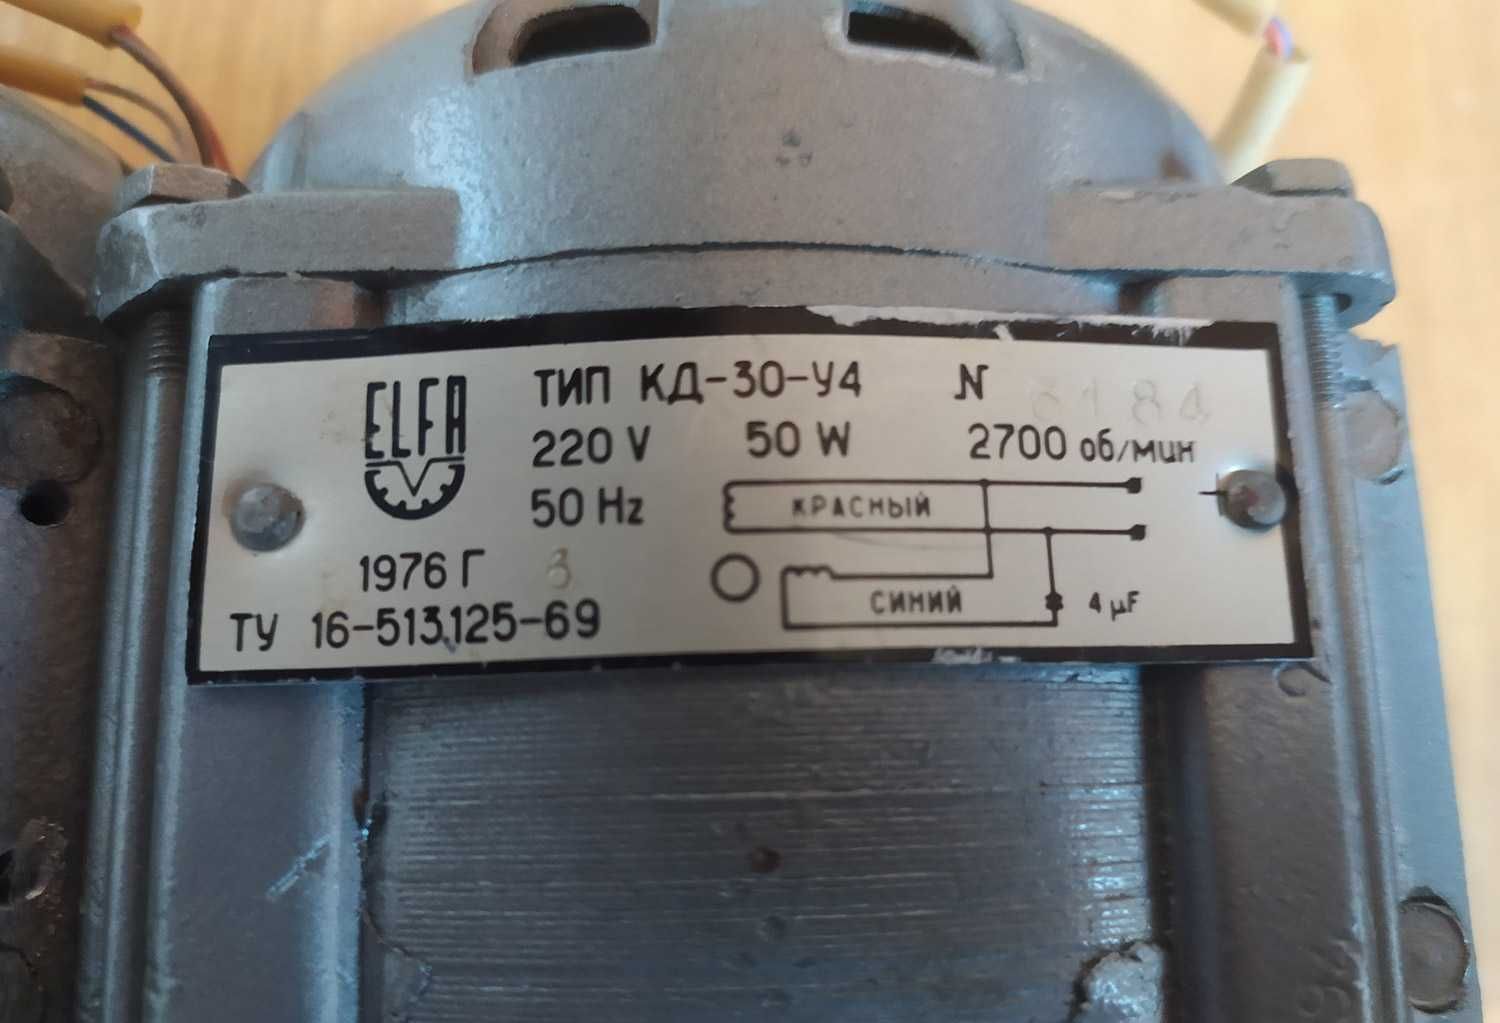 ELFA
ТИП КД-30-У4 N
220 V 50 W 2700 об/мин
50 Hz
КРАСНЫЙ
1976 Г 3
СИНИЙ 4 μF
ТУ 16-513.125-69